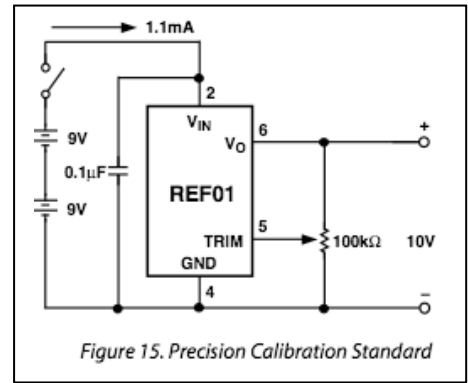 1.1mA
2
VIN
VO
6
9V
0.1µF
REF01
9V
TRIM
5
100kΩ
10V
+
−
GND
4
Figure 15. Precision Calibration Standard